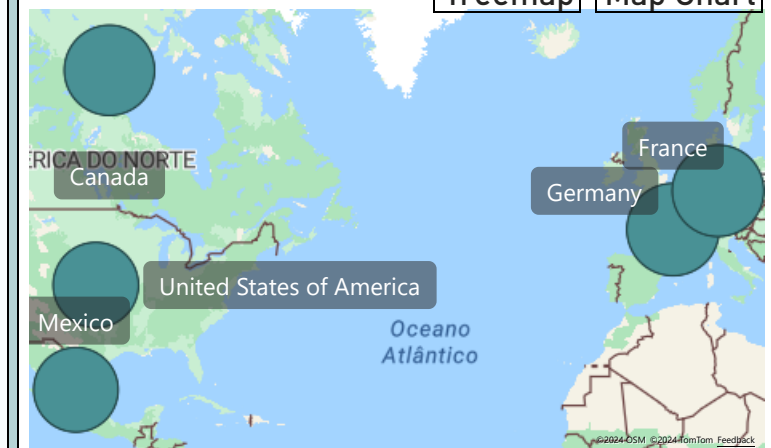 Treemap
Map Chart
ÉRICA DO NORTE
Canada
France
Germany
United States of America
Mexico
Oceano
Atlântico
©2024 OSM ©2024 TomTom Feedback